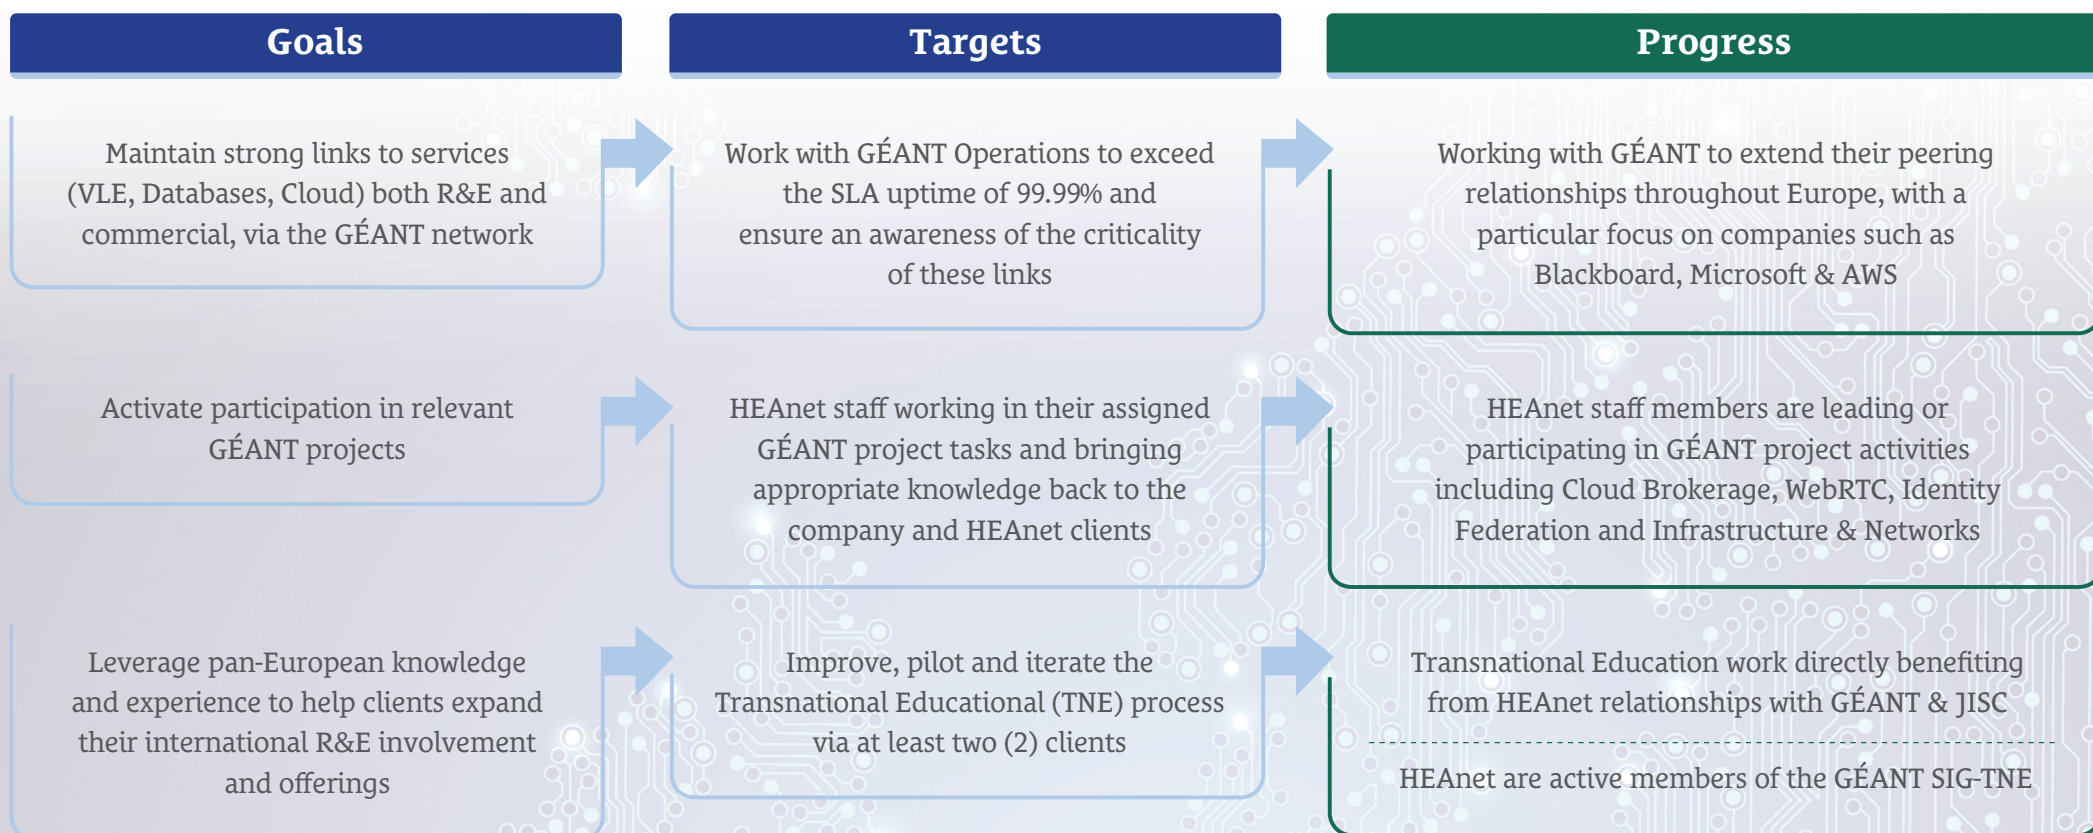 Goals
Targets
Progress
Maintain strong links to services
(VLE, Databases, Cloud) both R&E and
commercial, via the GÉANT network
Work with GÉANT Operations to exceed
the SLA uptime of 99.99% and
ensure an awareness of the criticality
of these links
Working with GÉANT to extend their peering
relationships throughout Europe, with a
particular focus on companies such as
Blackboard, Microsoft & AWS
Activate participation in relevant
GÉANT projects
HEAnet staff working in their assigned
GÉANT project tasks and bringing
appropriate knowledge back to the
company and HEAnet clients
HEAnet staff members are leading or
participating in GÉANT project activities
including Cloud Brokerage, WebRTC, Identity
Federation and Infrastructure & Networks
Leverage pan-European knowledge
and experience to help clients expand
their international R&E involvement
and offerings
Improve, pilot and iterate the
Transnational Educational (TNE) process
via at least two (2) clients
Transnational Education work directly benefiting
from HEAnet relationships with GÉANT & JISC
HEAnet are active members of the GÉANT SIG-TNE